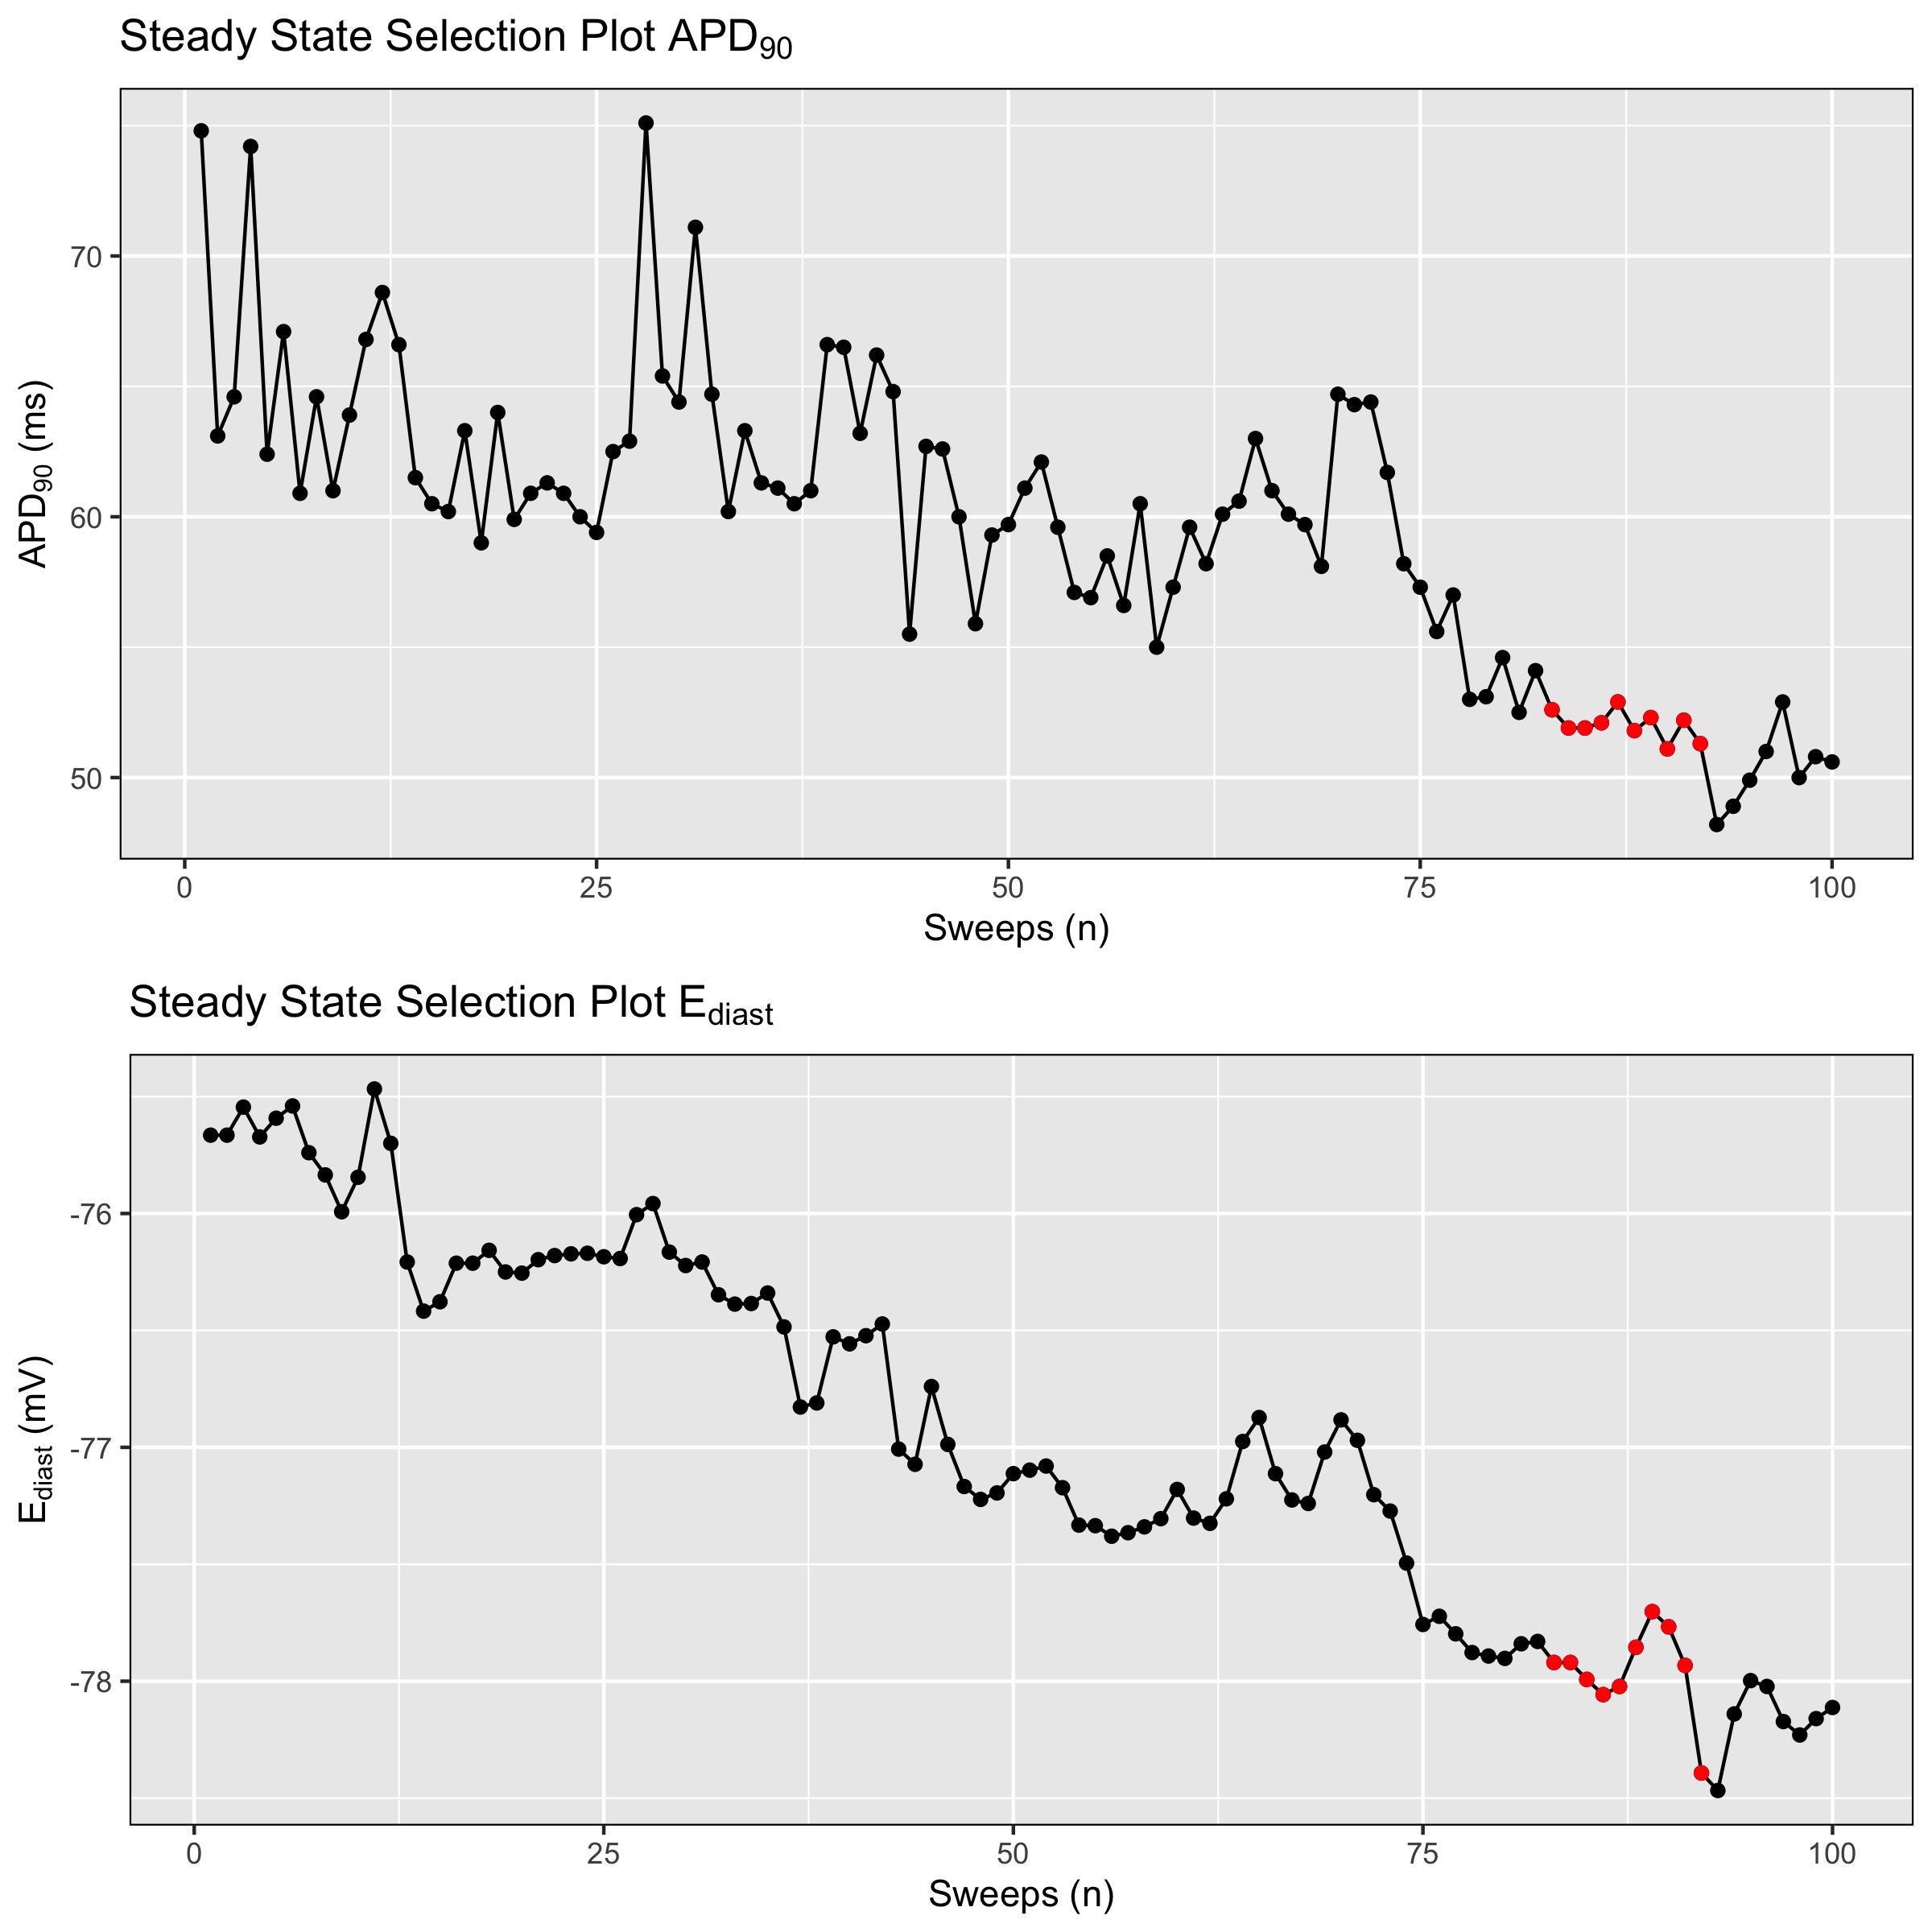 Steady State Selection Plot APD90
APD90 (ms)
70
60
50
0 25 50 75 100
Sweeps (n)
Steady State Selection Plot Ediast
Ediast (mV)
-76
-77
-78
0 25 50 75 100
Sweeps (n)